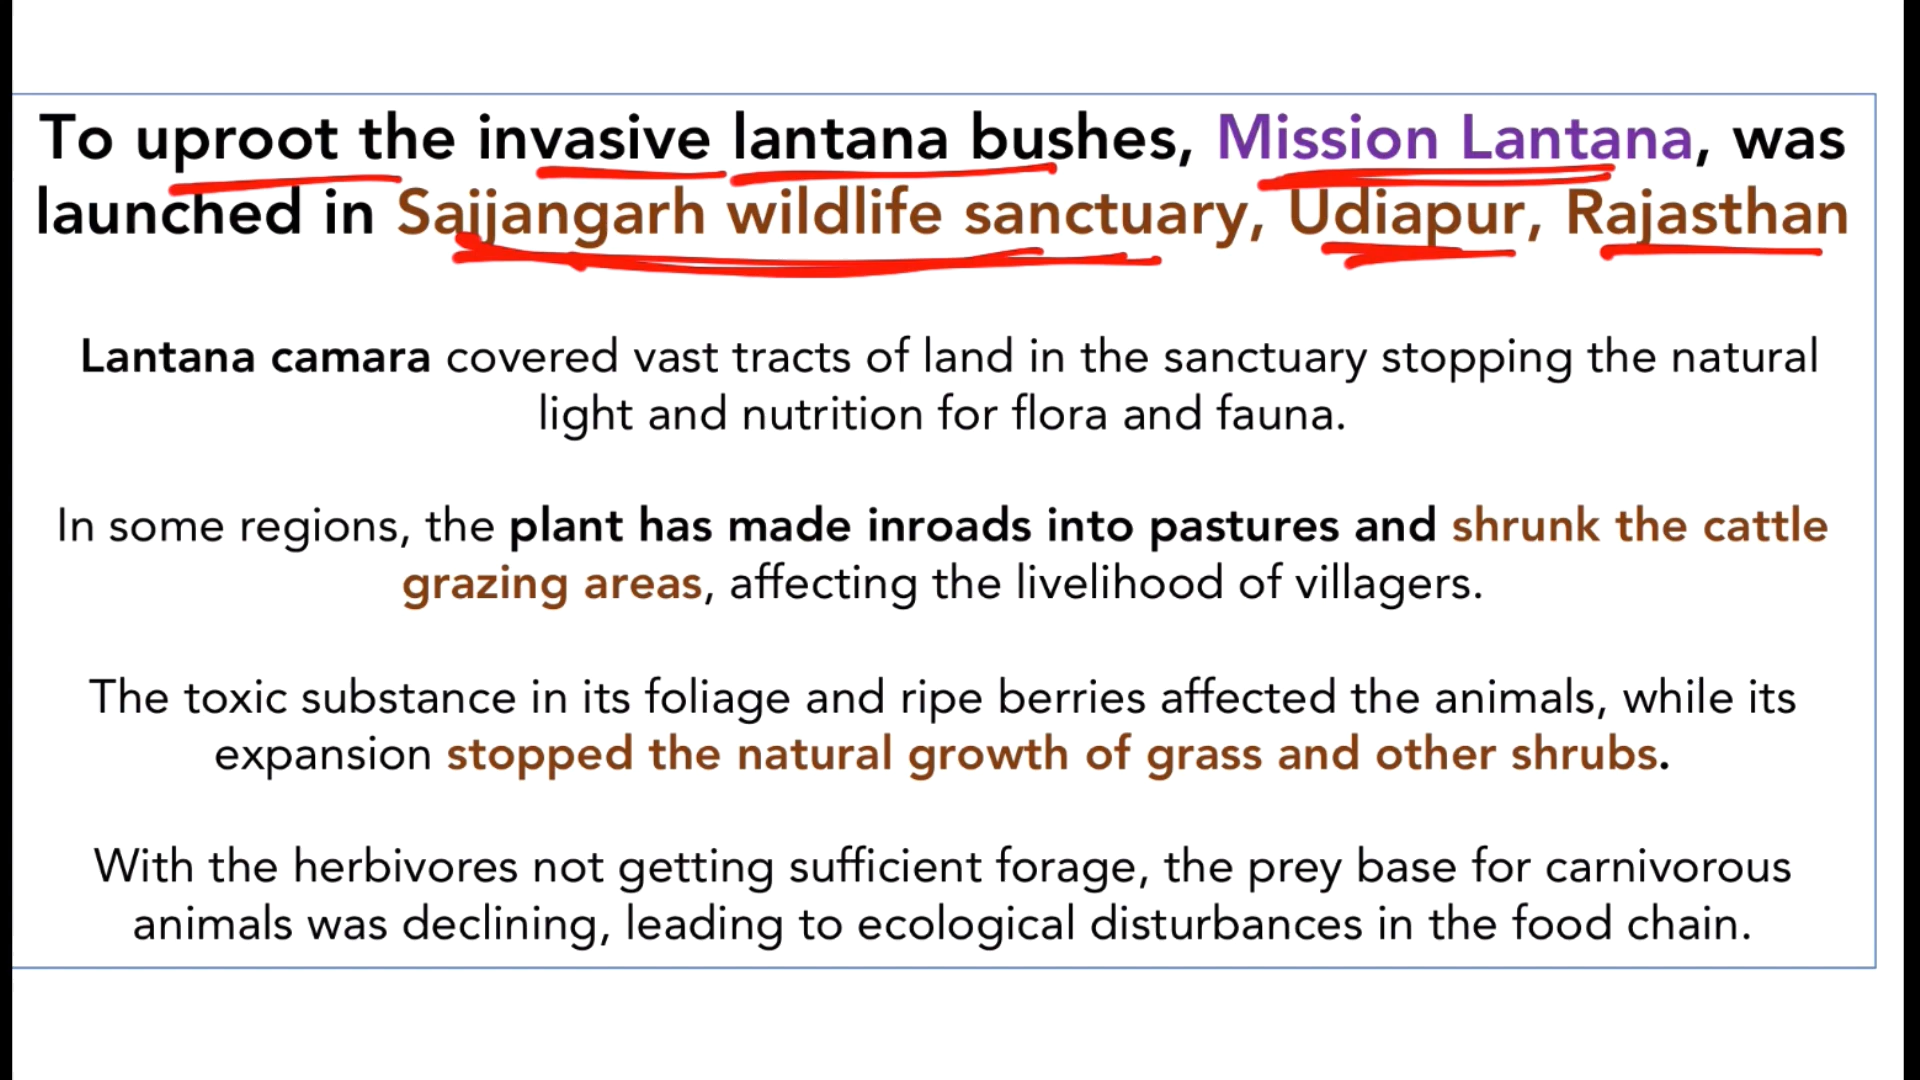 To uproot the invasive lantana bushes, Mission Lantana, was
launched in Sajjangarh wildlife sanctuary, Udiapur, Rajasthan
Lantana camara covered vast tracts of land in the sanctuary stopping the natural
light and nutrition for flora and fauna.
In some regions, the plant has made inroads into pastures and shrunk the cattle
grazing areas, affecting the livelihood of villagers.
The toxic substance in its foliage and ripe berries affected the animals, while its
expansion stopped the natural growth of grass and other shrubs.
With the herbivores not getting sufficient forage, the prey base for carnivorous
animals was declining, leading to ecological disturbances in the food chain.